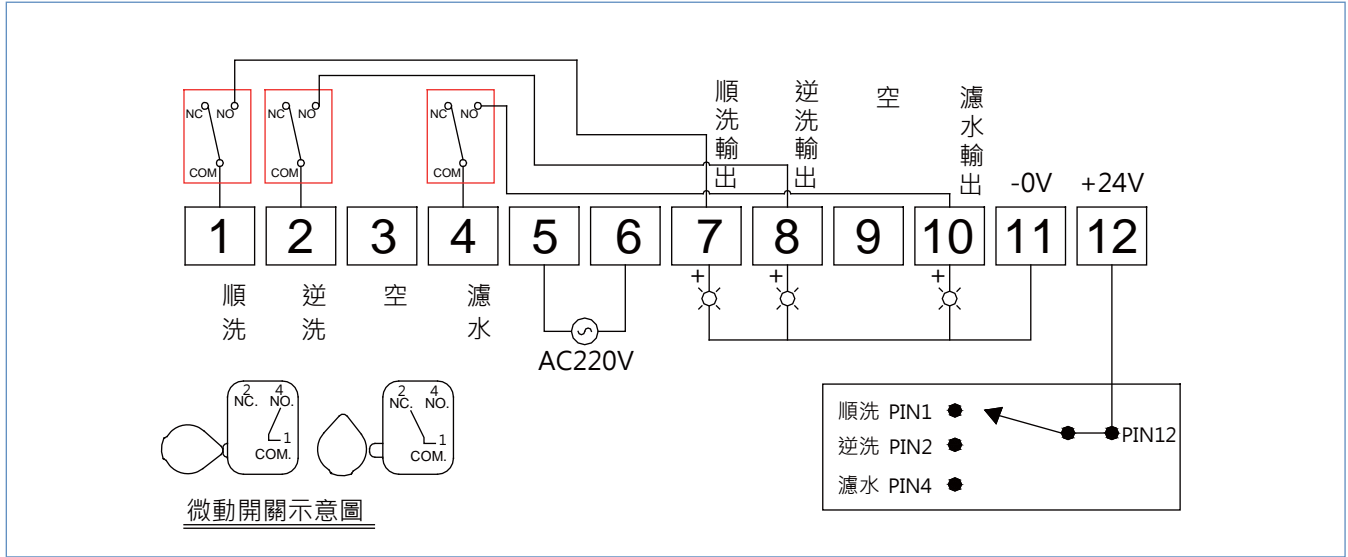 順洗輸出
逆洗輸出
空
濾水輸出
-0V
+24V
NC NO
COM
NC NO
COM
NC NO
COM
1 2 3 4 5 6 7 8 9 10 11 12
+ + +
順洗
逆洗
空
濾水
AC220V
2 4
NC. NO.
1
COM.
2 4
NC. NO.
1
COM.
微動開關示意圖
順洗 PIN1
逆洗 PIN2
濾水 PIN4
PIN12